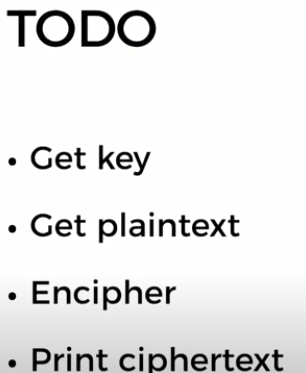 TODO
• Get key
• Get plaintext
• Encipher
• Print ciphertext